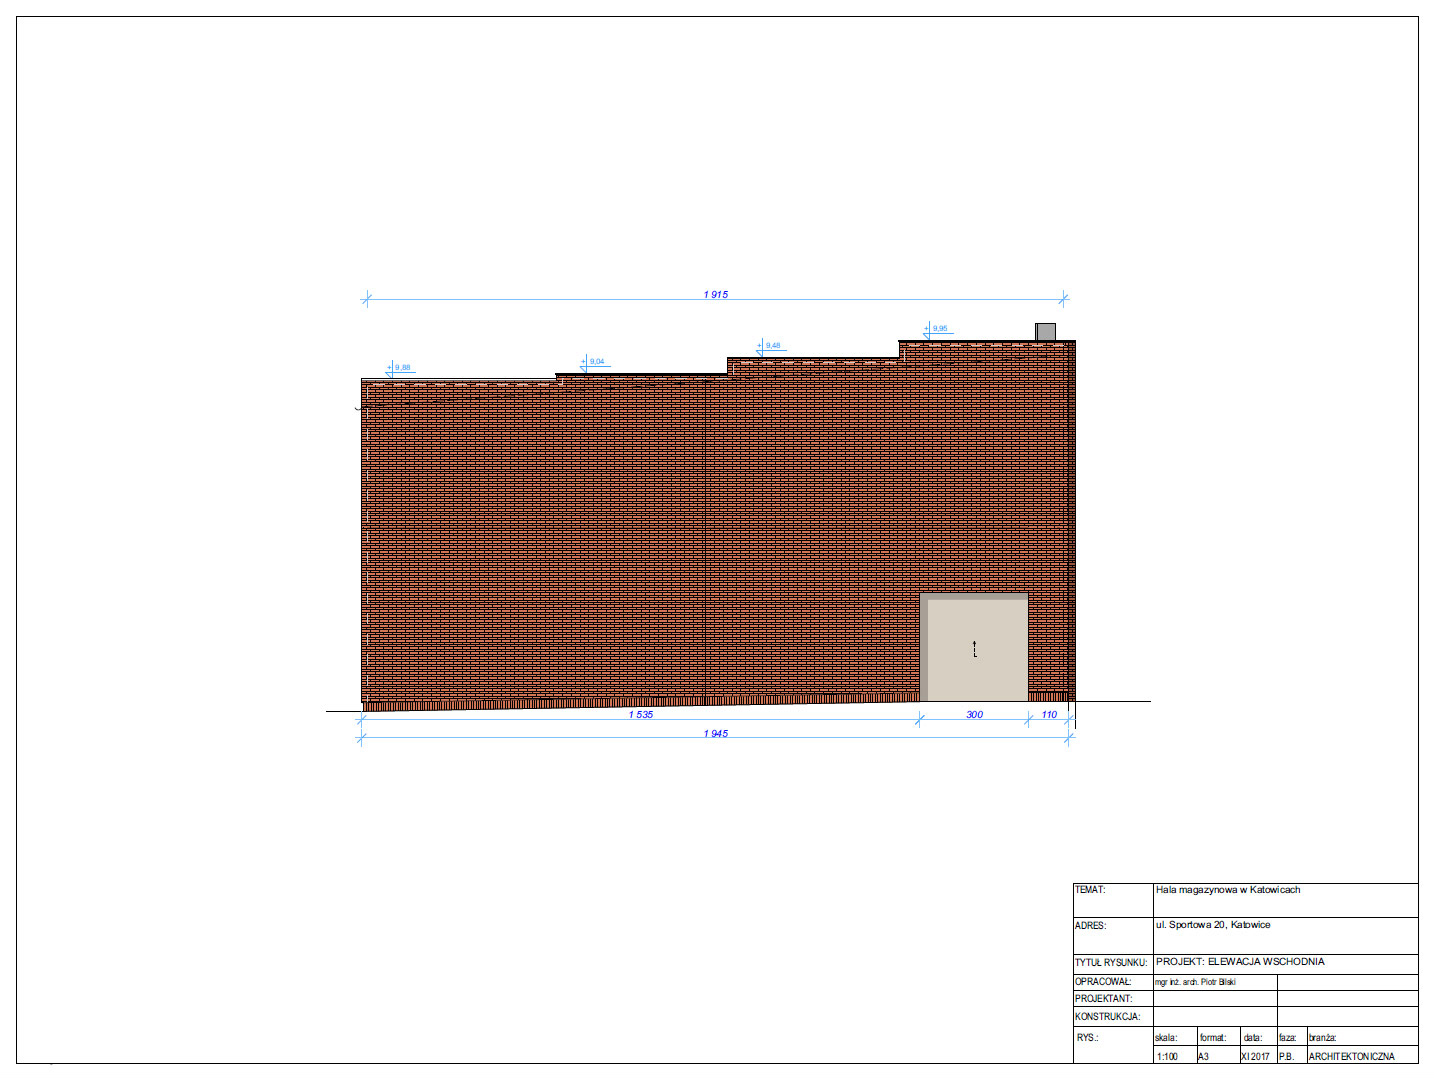 1 915
+ 9,95
+ 9,48
+ 9,04
+ 9,88
1 535 300 110
1 945
TEMAT: Hala magazynowa w Katowicach
ADRES: ul. Sportowa 20, Katowice
TYTUŁ RYSUNKU: PROJEKT: ELEWACJA WSCHODNIA
OPRACOWAŁ: mgr inż. arch. Piotr Bilski
PROJEKTANT:
KONSTRUKCJA:
RYS.: skala: format: data: faza: branża:
1:100 A3 XI 2017 P.B. ARCHITEKTONICZNA